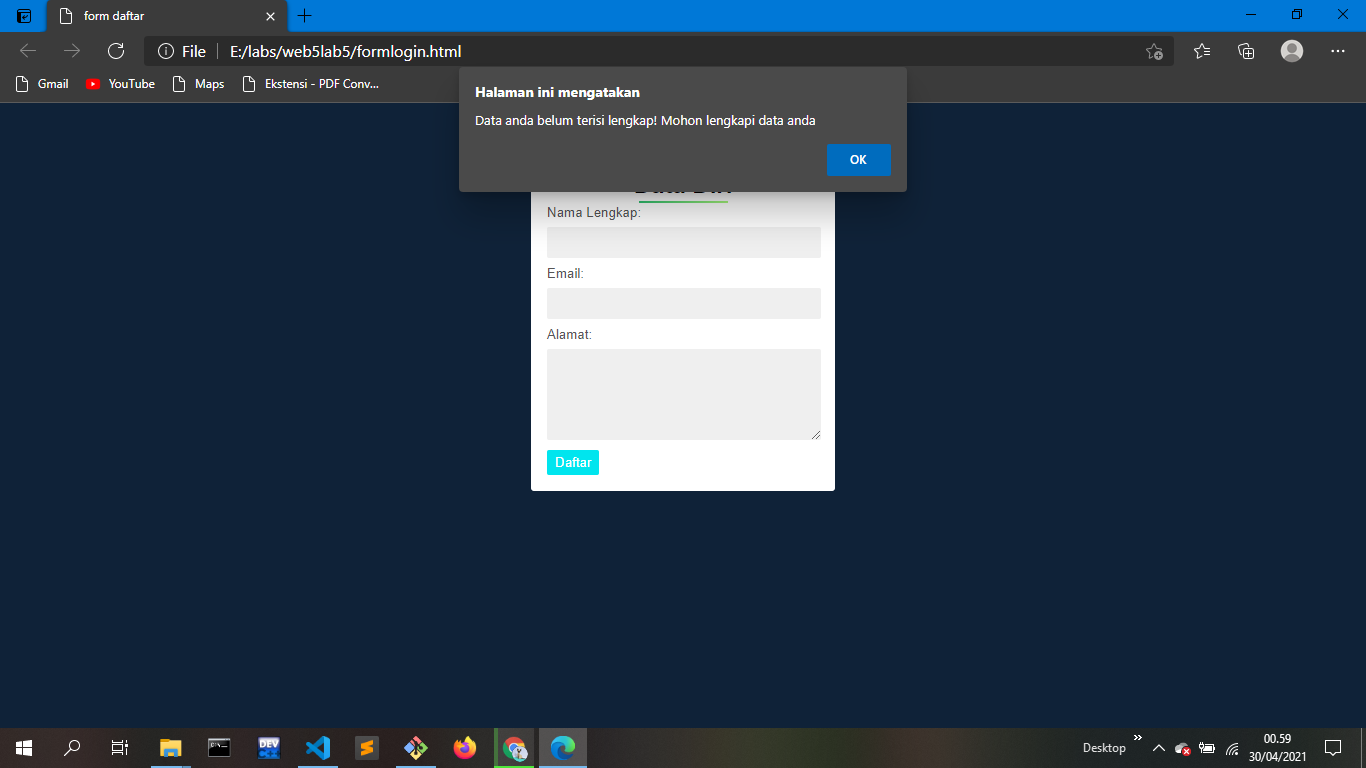 form daftar
File
E:/labs/web5lab5/formlogin.html
Gmail
YouTube
Maps
Ekstensi - PDF Conv...
Halaman ini mengatakan
Data anda belum terisi lengkap! Mohon lengkapi data anda
OK
Nama Lengkap:
Email:
Alamat:
Daftar
DEV
Desktop
00.59
30/04/2021